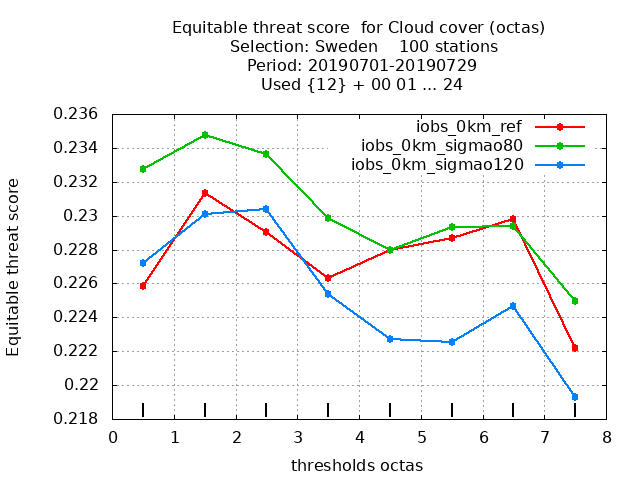 Equitable threat score  for Cloud cover (octas)
Selection: Sweden    100 stations
Period: 20190701-20190729
Used {12} + 00 01 ... 24
iobs_0km_ref
iobs_0km_sigmao80
iobs_0km_sigmao120
Equitable threat score
0.236
0.234
0.232
0.23
0.228
0.226
0.224
0.222
0.22
0.218
0 1 2 3 4 5 6 7 8
thresholds octas